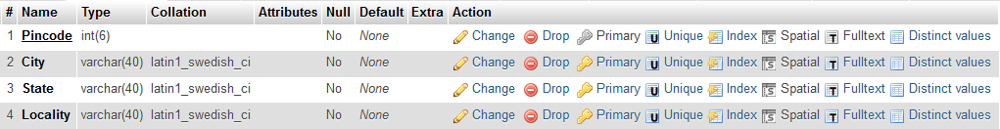 # Name Type Collation Attributes Null Default Extra Action
1 Pincode int(6) No None Change Drop Primary Unique Index Spatial Fulltext Distinct values
2 City varchar(40) latin1_swedish_ci No None Change Drop Primary Unique Index Spatial Fulltext Distinct values
3 State varchar(40) latin1_swedish_ci No None Change Drop Primary Unique Index Spatial Fulltext Distinct values
4 Locality varchar(40) latin1_swedish_ci No None Change Drop Primary Unique Index Spatial Fulltext Distinct values